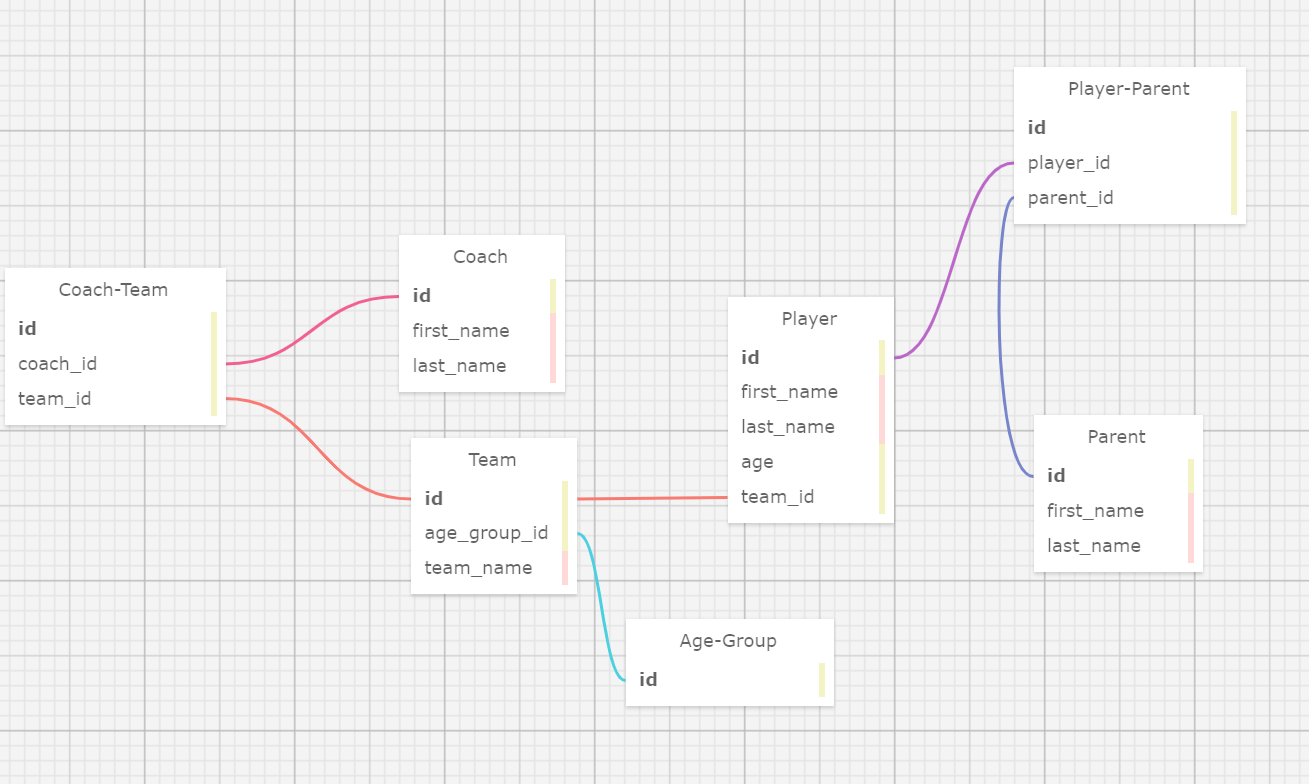 Coach-Team
id
coach_id
team_id
Coach
id
first_name
last_name
Team
id
age_group_id
team_name
Age-Group
id
Player
id
first_name
last_name
age
team_id
Player-Parent
id
player_id
parent_id
Parent
id
first_name
last_name